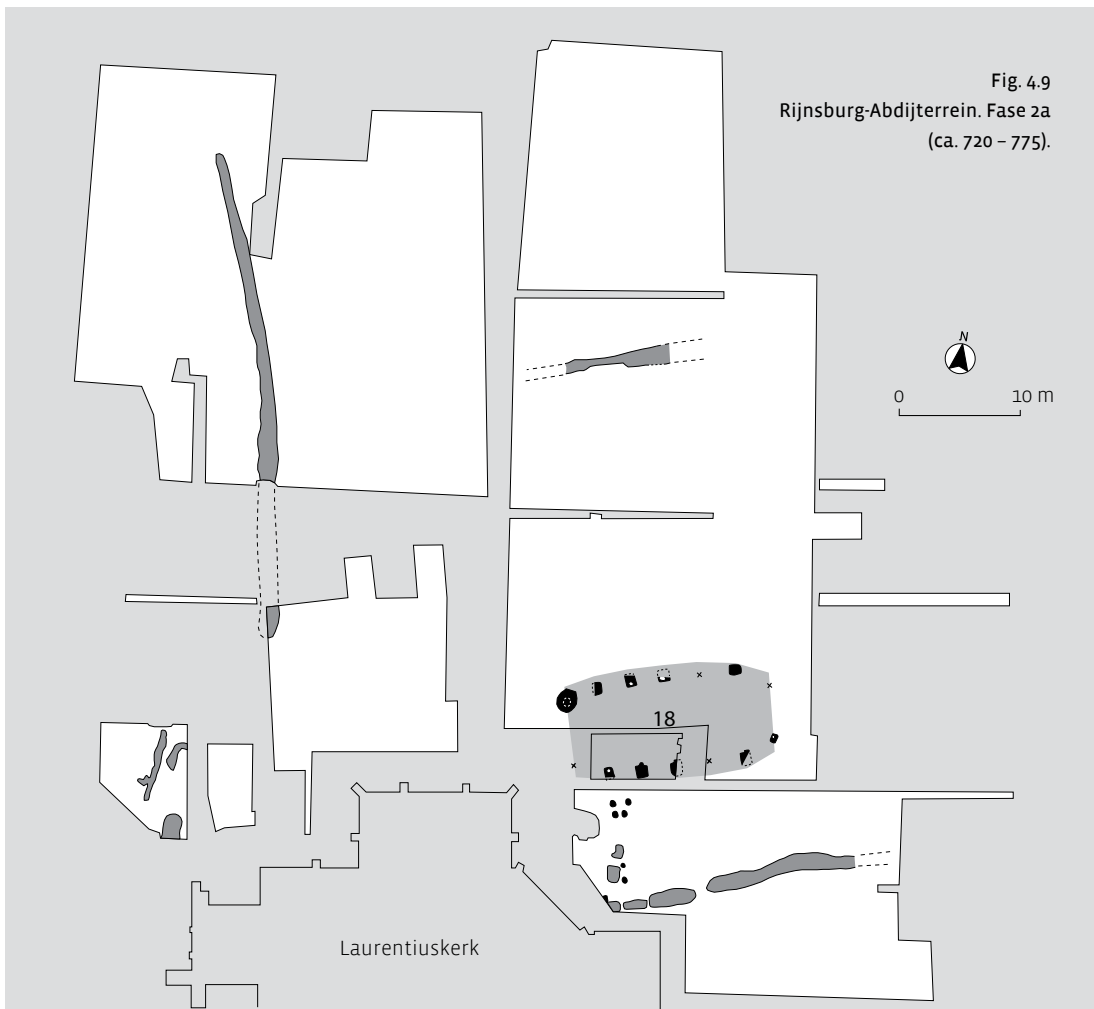 Fig. 4.9
Rijnsburg-Abdijterrein. Fase 2a
(ca. 720 – 775).
N
0 10 m
18
Laurentiuskerk